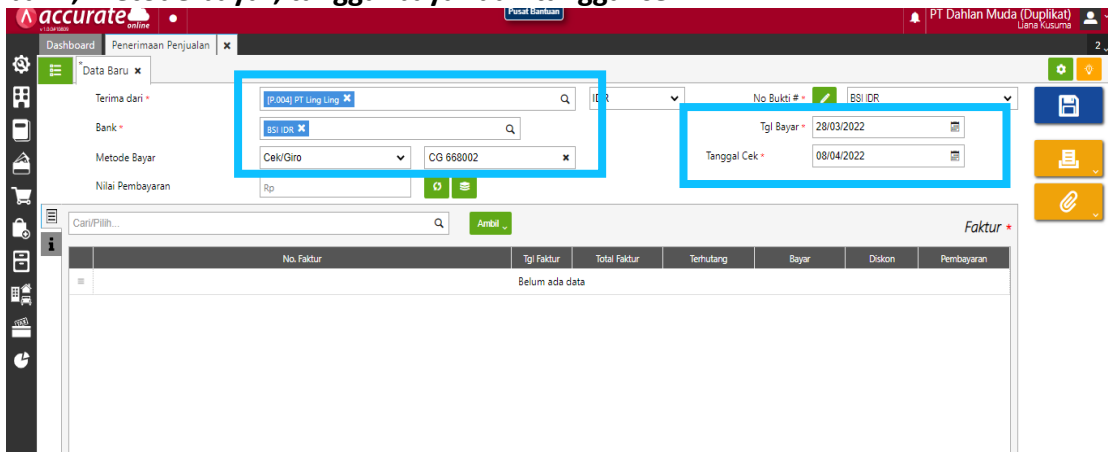 accurate online Pusat Bantuan PT Dahlan Muda (Duplikat)
Liana Kusuma
Dashboard Penerimaan Penjualan × 2
*Data Baru ×
Terima dari * [P.004] PT Ling Ling × IDR No Bukti # * BSI IDR
Bank * BSI IDR × Tgl Bayar * 28/03/2022
Metode Bayar Cek/Giro CG 668002 × Tanggal Cek * 08/04/2022
Nilai Pembayaran Rp
Cari/Pilih... Ambil Faktur *
No. Faktur Tgl Faktur Total Faktur Terhutang Bayar Diskon Pembayaran
Belum ada data